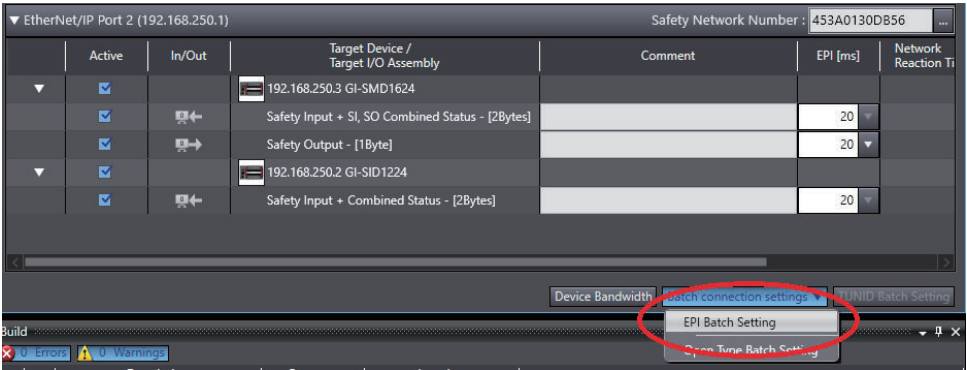 EtherNet/IP Port 2 (192.168.250.1) Safety Network Number : 453A0130DB56 ...
Active In/Out Target Device / Target I/O Assembly Comment EPI [ms] Network Reaction Ti
192.168.250.3 GI-SMD1624
Safety Input + SI, SO Combined Status - [2Bytes] 20
Safety Output - [1Byte] 20
192.168.250.2 GI-SID1224
Safety Input + Combined Status - [2Bytes] 20
Device Bandwidth Batch connection settings TUNID Batch Setting
EPI Batch Setting
Open Type Batch Setting
Build
0 Errors 0 Warnings